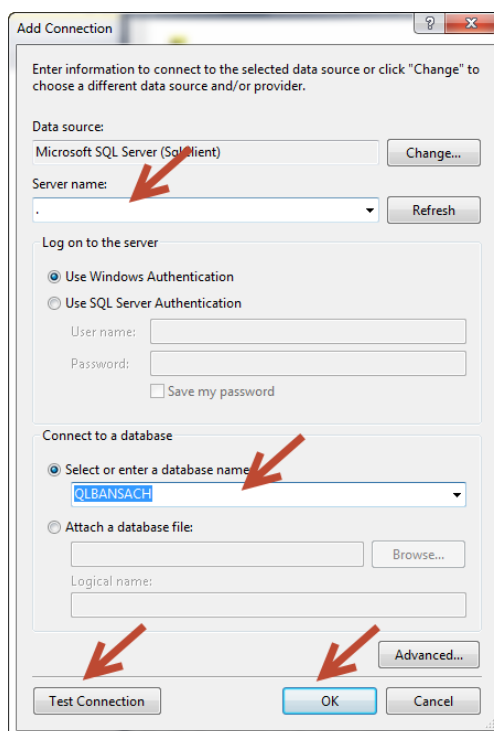 Add Connection
Enter information to connect to the selected data source or click "Change" to
choose a different data source and/or provider.
Data source:
Microsoft SQL Server (SqlClient)
Change...
Server name:
.
Refresh
Log on to the server
Use Windows Authentication
Use SQL Server Authentication
User name:
Password:
Save my password
Connect to a database
Select or enter a database name:
QLBANSACH
Attach a database file:
Browse...
Logical name:
Advanced...
Test Connection
OK
Cancel